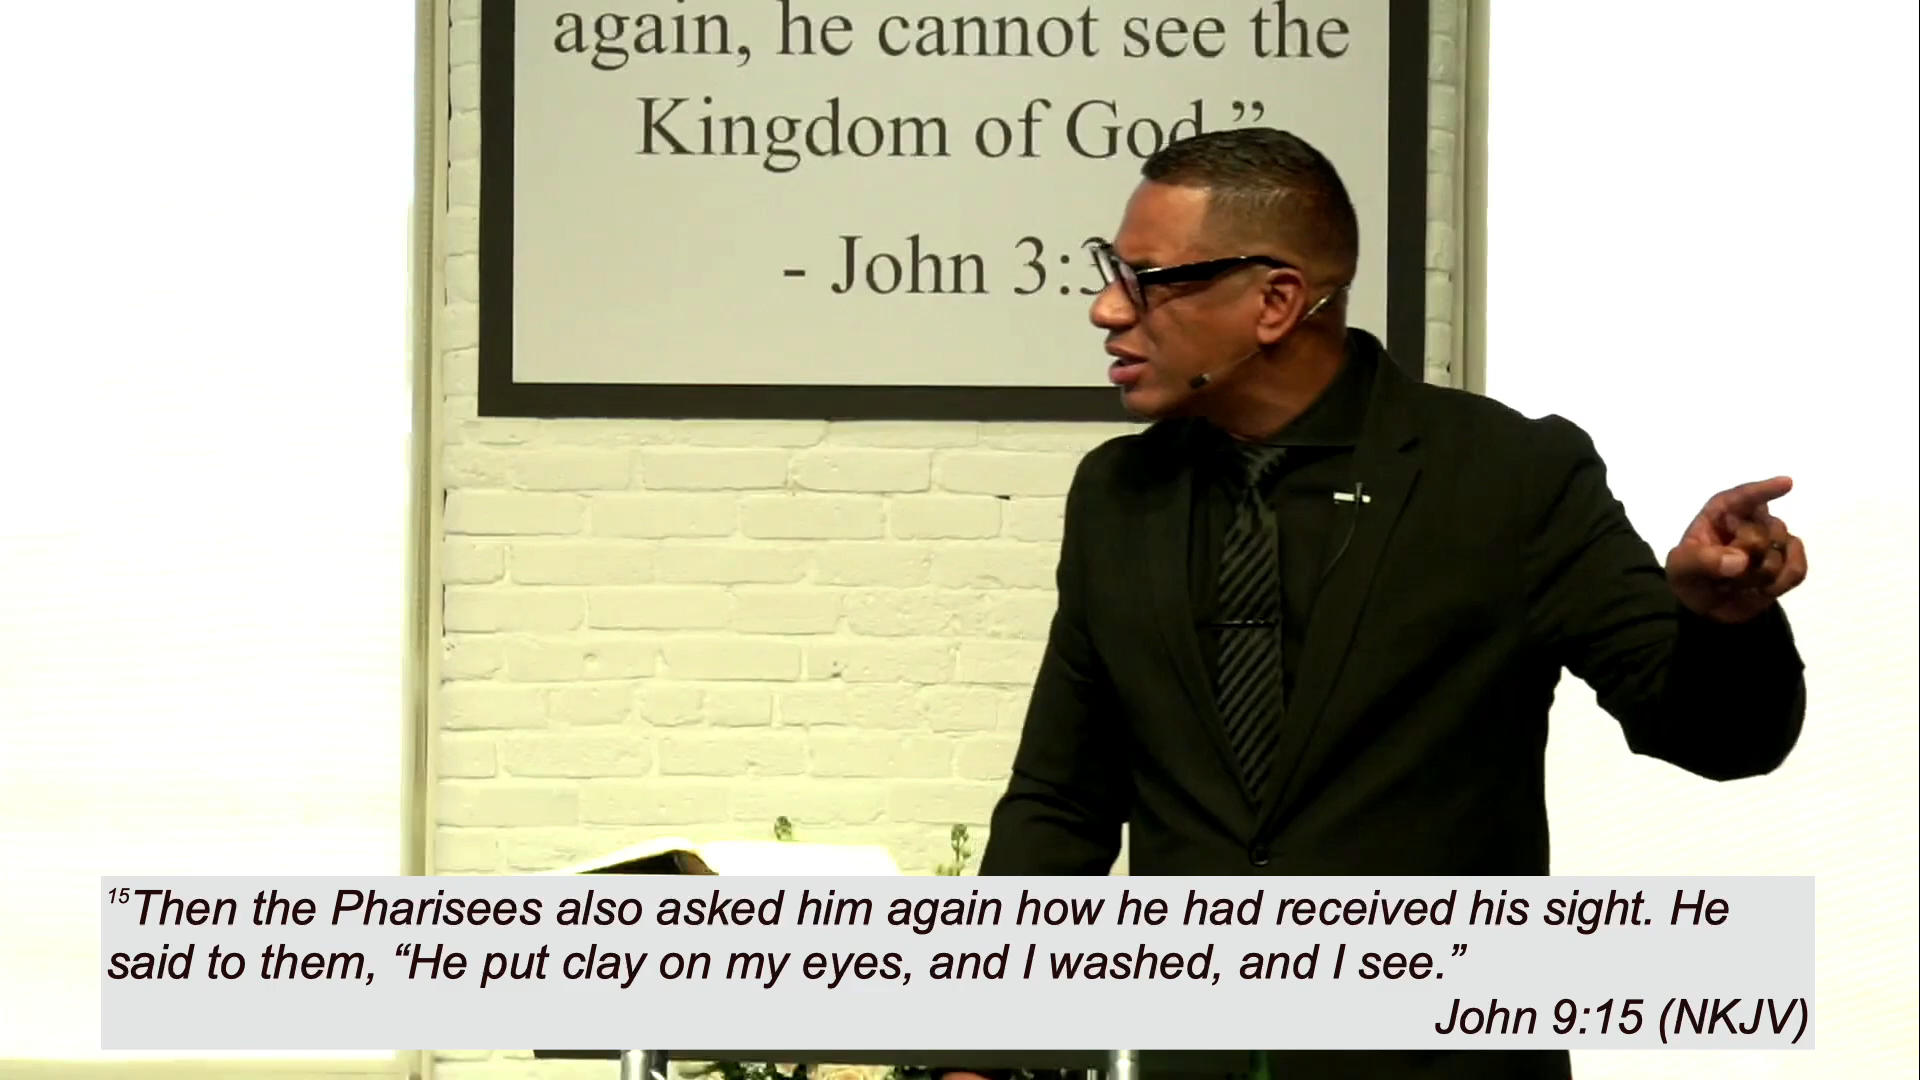 again, he cannot see the
Kingdom of God.”
- John 3:3
15Then the Pharisees also asked him again how he had received his sight. He
said to them, “He put clay on my eyes, and I washed, and I see.”
John 9:15 (NKJV)